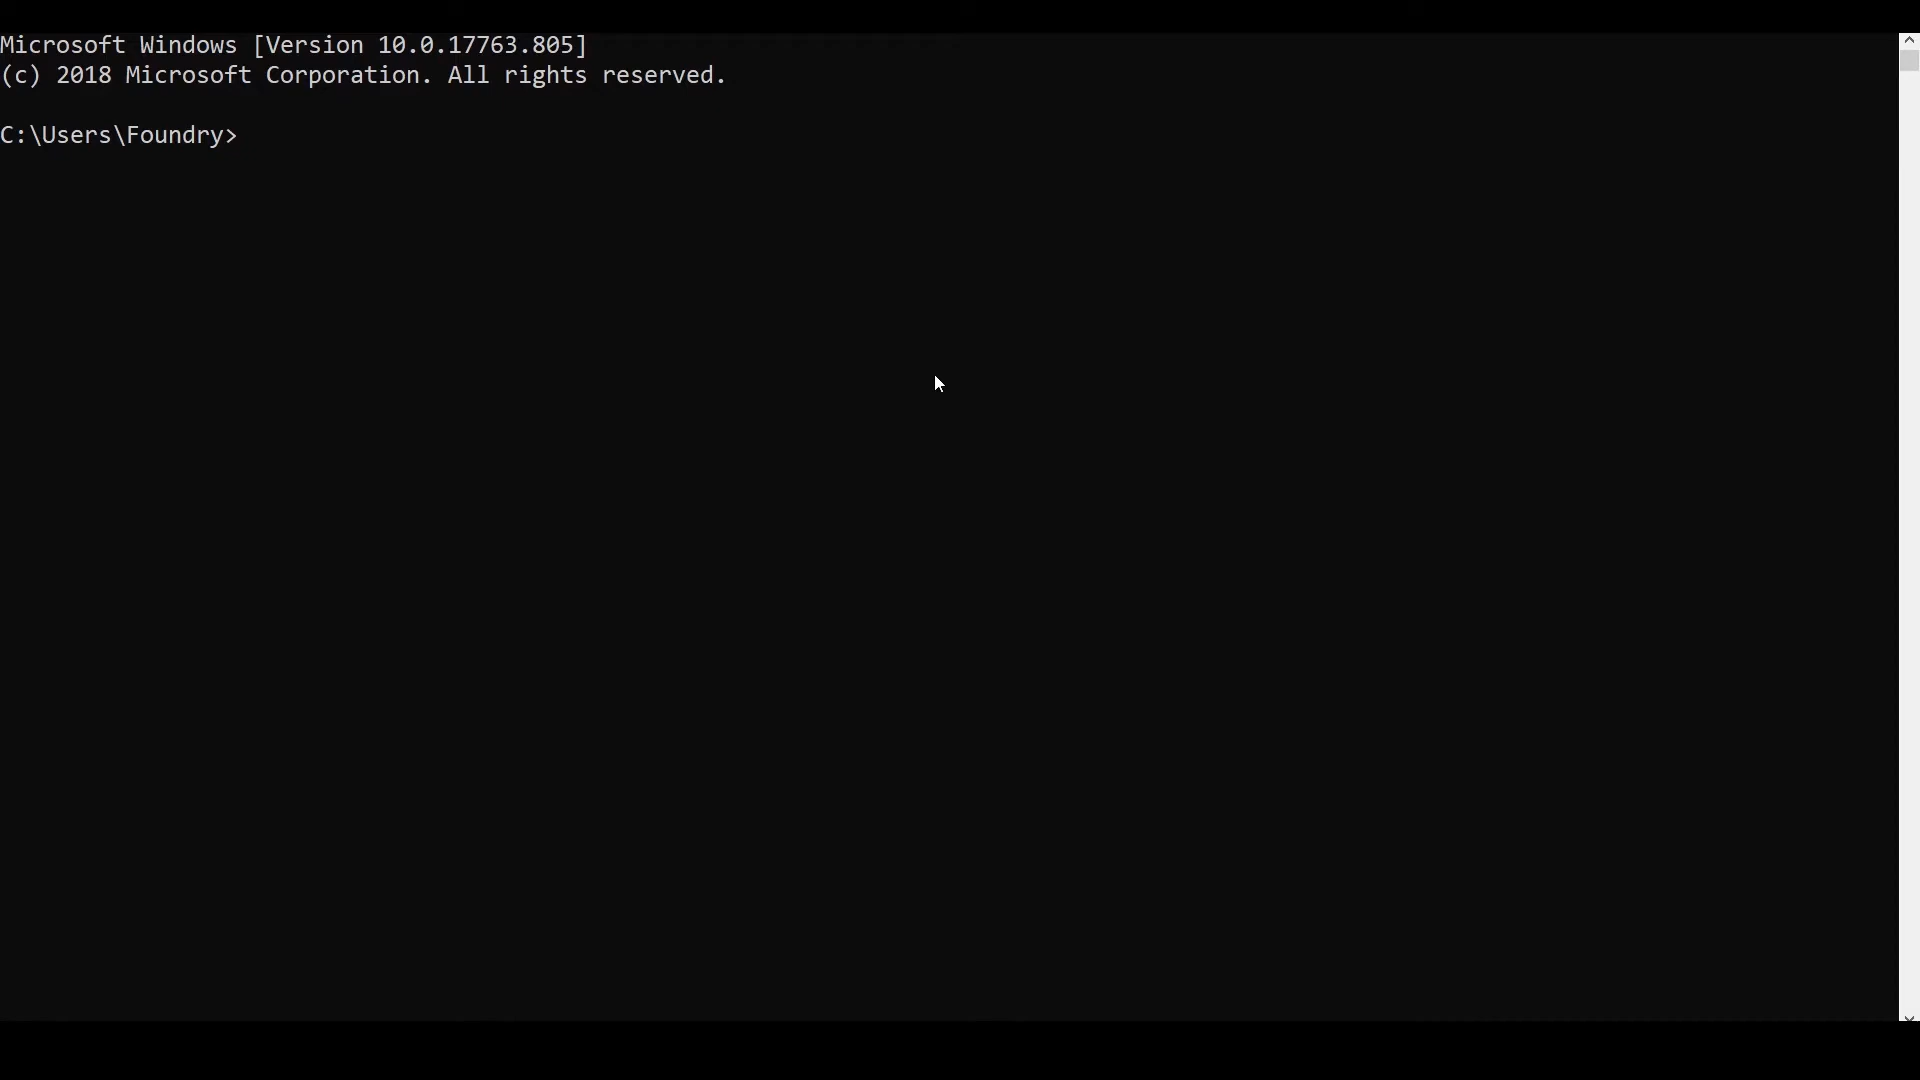 Microsoft Windows [Version 10.0.17763.805]
(c) 2018 Microsoft Corporation. All rights reserved.
C:\Users\Foundry>